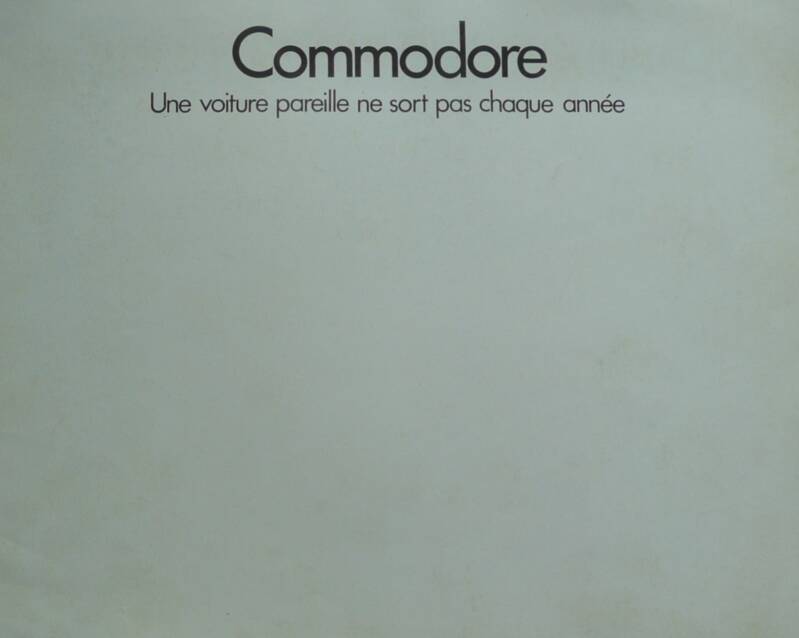 Commodore
Une voiture pareille ne sort pas chaque année